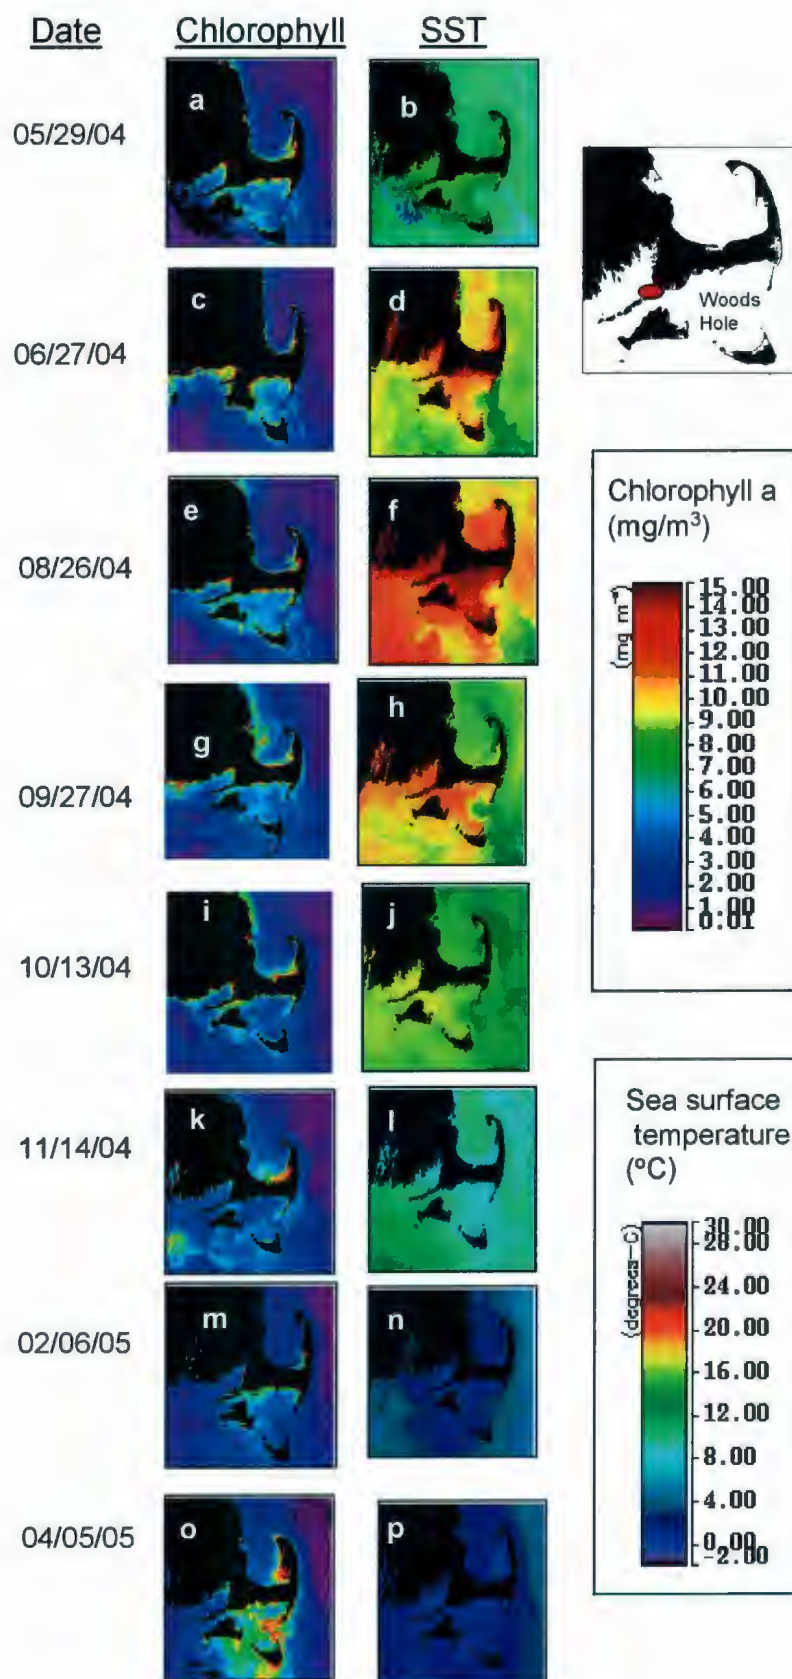 Date Chlorophyll SST
05/29/04
a
b
06/27/04
c
d
08/26/04
e
f
09/27/04
g
h
10/13/04
i
j
11/14/04
k
l
02/06/05
m
n
04/05/05
o
p
Woods
Hole
Chlorophyll a
(mg/m³)
(mg m⁻³)
15.00
14.00
13.00
12.00
11.00
10.00
9.00
8.00
7.00
6.00
5.00
4.00
3.00
2.00
1.00
0.01
Sea surface
temperature
(ºC)
(degrees-C)
30.00
28.00
24.00
20.00
16.00
12.00
8.00
4.00
0.00
-2.00